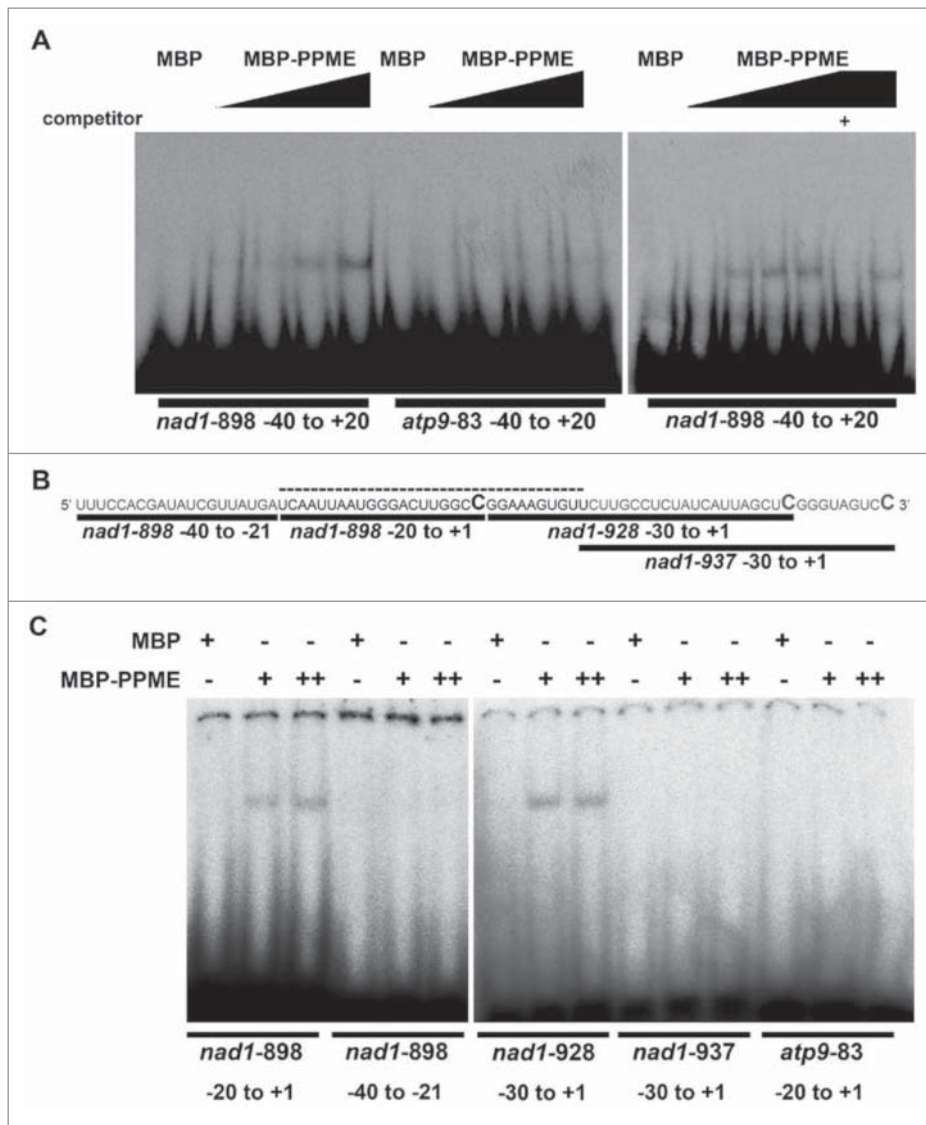 A
MBP MBP-PPME MBP MBP-PPME MBP MBP-PPME
competitor +
nad1-898 -40 to +20 atp9-83 -40 to +20 nad1-898 -40 to +20
B
5' UUUCCACGAUAUCGUUAUGAUCAAUUAAUGGGACUUGGCCGGAAAGUGUUCUUGCCUCUAUCAUUAGCUCGGGUAGUCC 3'
nad1-898 -40 to -21 nad1-898 -20 to +1 nad1-928 -30 to +1
nad1-937 -30 to +1
C
MBP + - - + - - + - - + - - + - -
MBP-PPME - + ++ - + ++ - + ++ - + ++ - + ++
nad1-898 nad1-898 nad1-928 nad1-937 atp9-83
-20 to +1 -40 to -21 -30 to +1 -30 to +1 -20 to +1